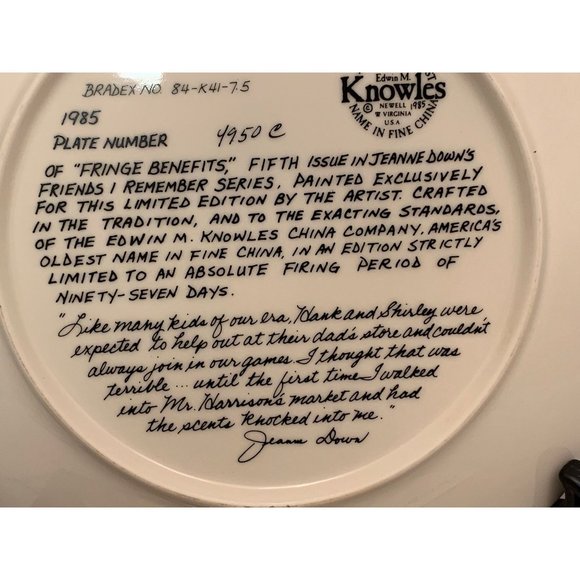 BRADEX NO 84-K41-7.5
Edwin M.
Knowles
© NEWELL 1985
W VIRGINIA
U.S.A
NAME IN FINE CHINA
1985
PLATE NUMBER 4950 C
OF "FRINGE BENEFITS," FIFTH ISSUE IN JEANNE DOWN'S
FRIENDS I REMEMBER SERIES, PAINTED EXCLUSIVELY
FOR THIS LIMITED EDITION BY THE ARTIST. CRAFTED
IN THE TRADITION, AND TO THE EXACTING STANDARDS,
OF THE EDWIN M. KNOWLES CHINA COMPANY, AMERICA'S
OLDEST NAME IN FINE CHINA, IN AN EDITION STRICTLY
LIMITED TO AN ABSOLUTE FIRING PERIOD OF
NINETY-SEVEN DAYS.
"Like many kids of our era, Hank and Shirley were
expected to help out at their dad's store and couldn't
always join in our games. I thought that was
terrible ... until the first time I walked
into Mr. Harrison's market and had
the scents knocked into me."
Jeanne Down